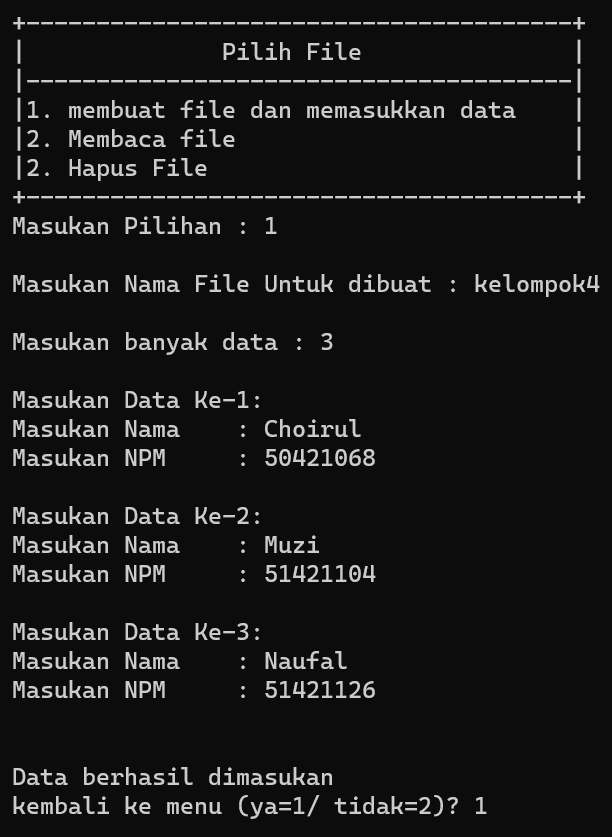 +---------------------------------------+
|              Pilih File               |
|---------------------------------------|
|1. membuat file dan memasukkan data    |
|2. Membaca file                        |
|2. Hapus File                          |
+---------------------------------------+
Masukan Pilihan : 1
Masukan Nama File Untuk dibuat : kelompok4
Masukan banyak data : 3
Masukan Data Ke-1:
Masukan Nama    : Choirul
Masukan NPM     : 50421068
Masukan Data Ke-2:
Masukan Nama    : Muzi
Masukan NPM     : 51421104
Masukan Data Ke-3:
Masukan Nama    : Naufal
Masukan NPM     : 51421126
Data berhasil dimasukan
kembali ke menu (ya=1/ tidak=2)? 1